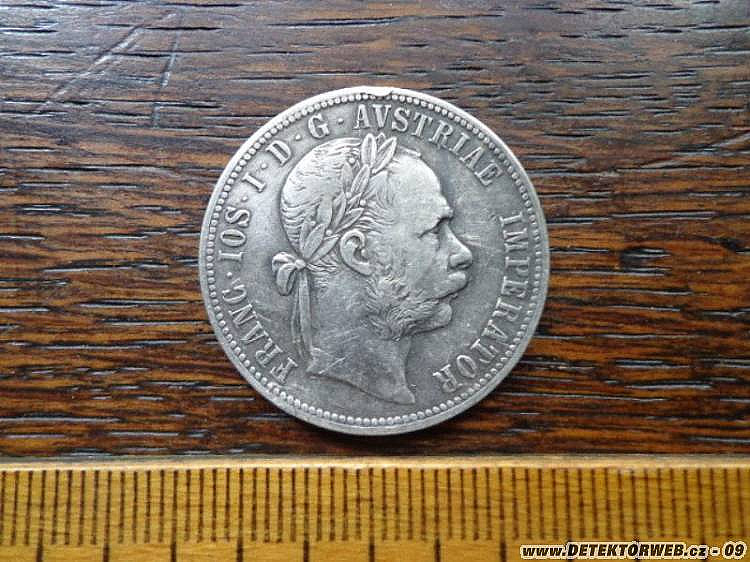 FRANC · IOS · I · D · G · AVSTRIAE IMPERATOR
www.DETEKTORWEB.cz - 09